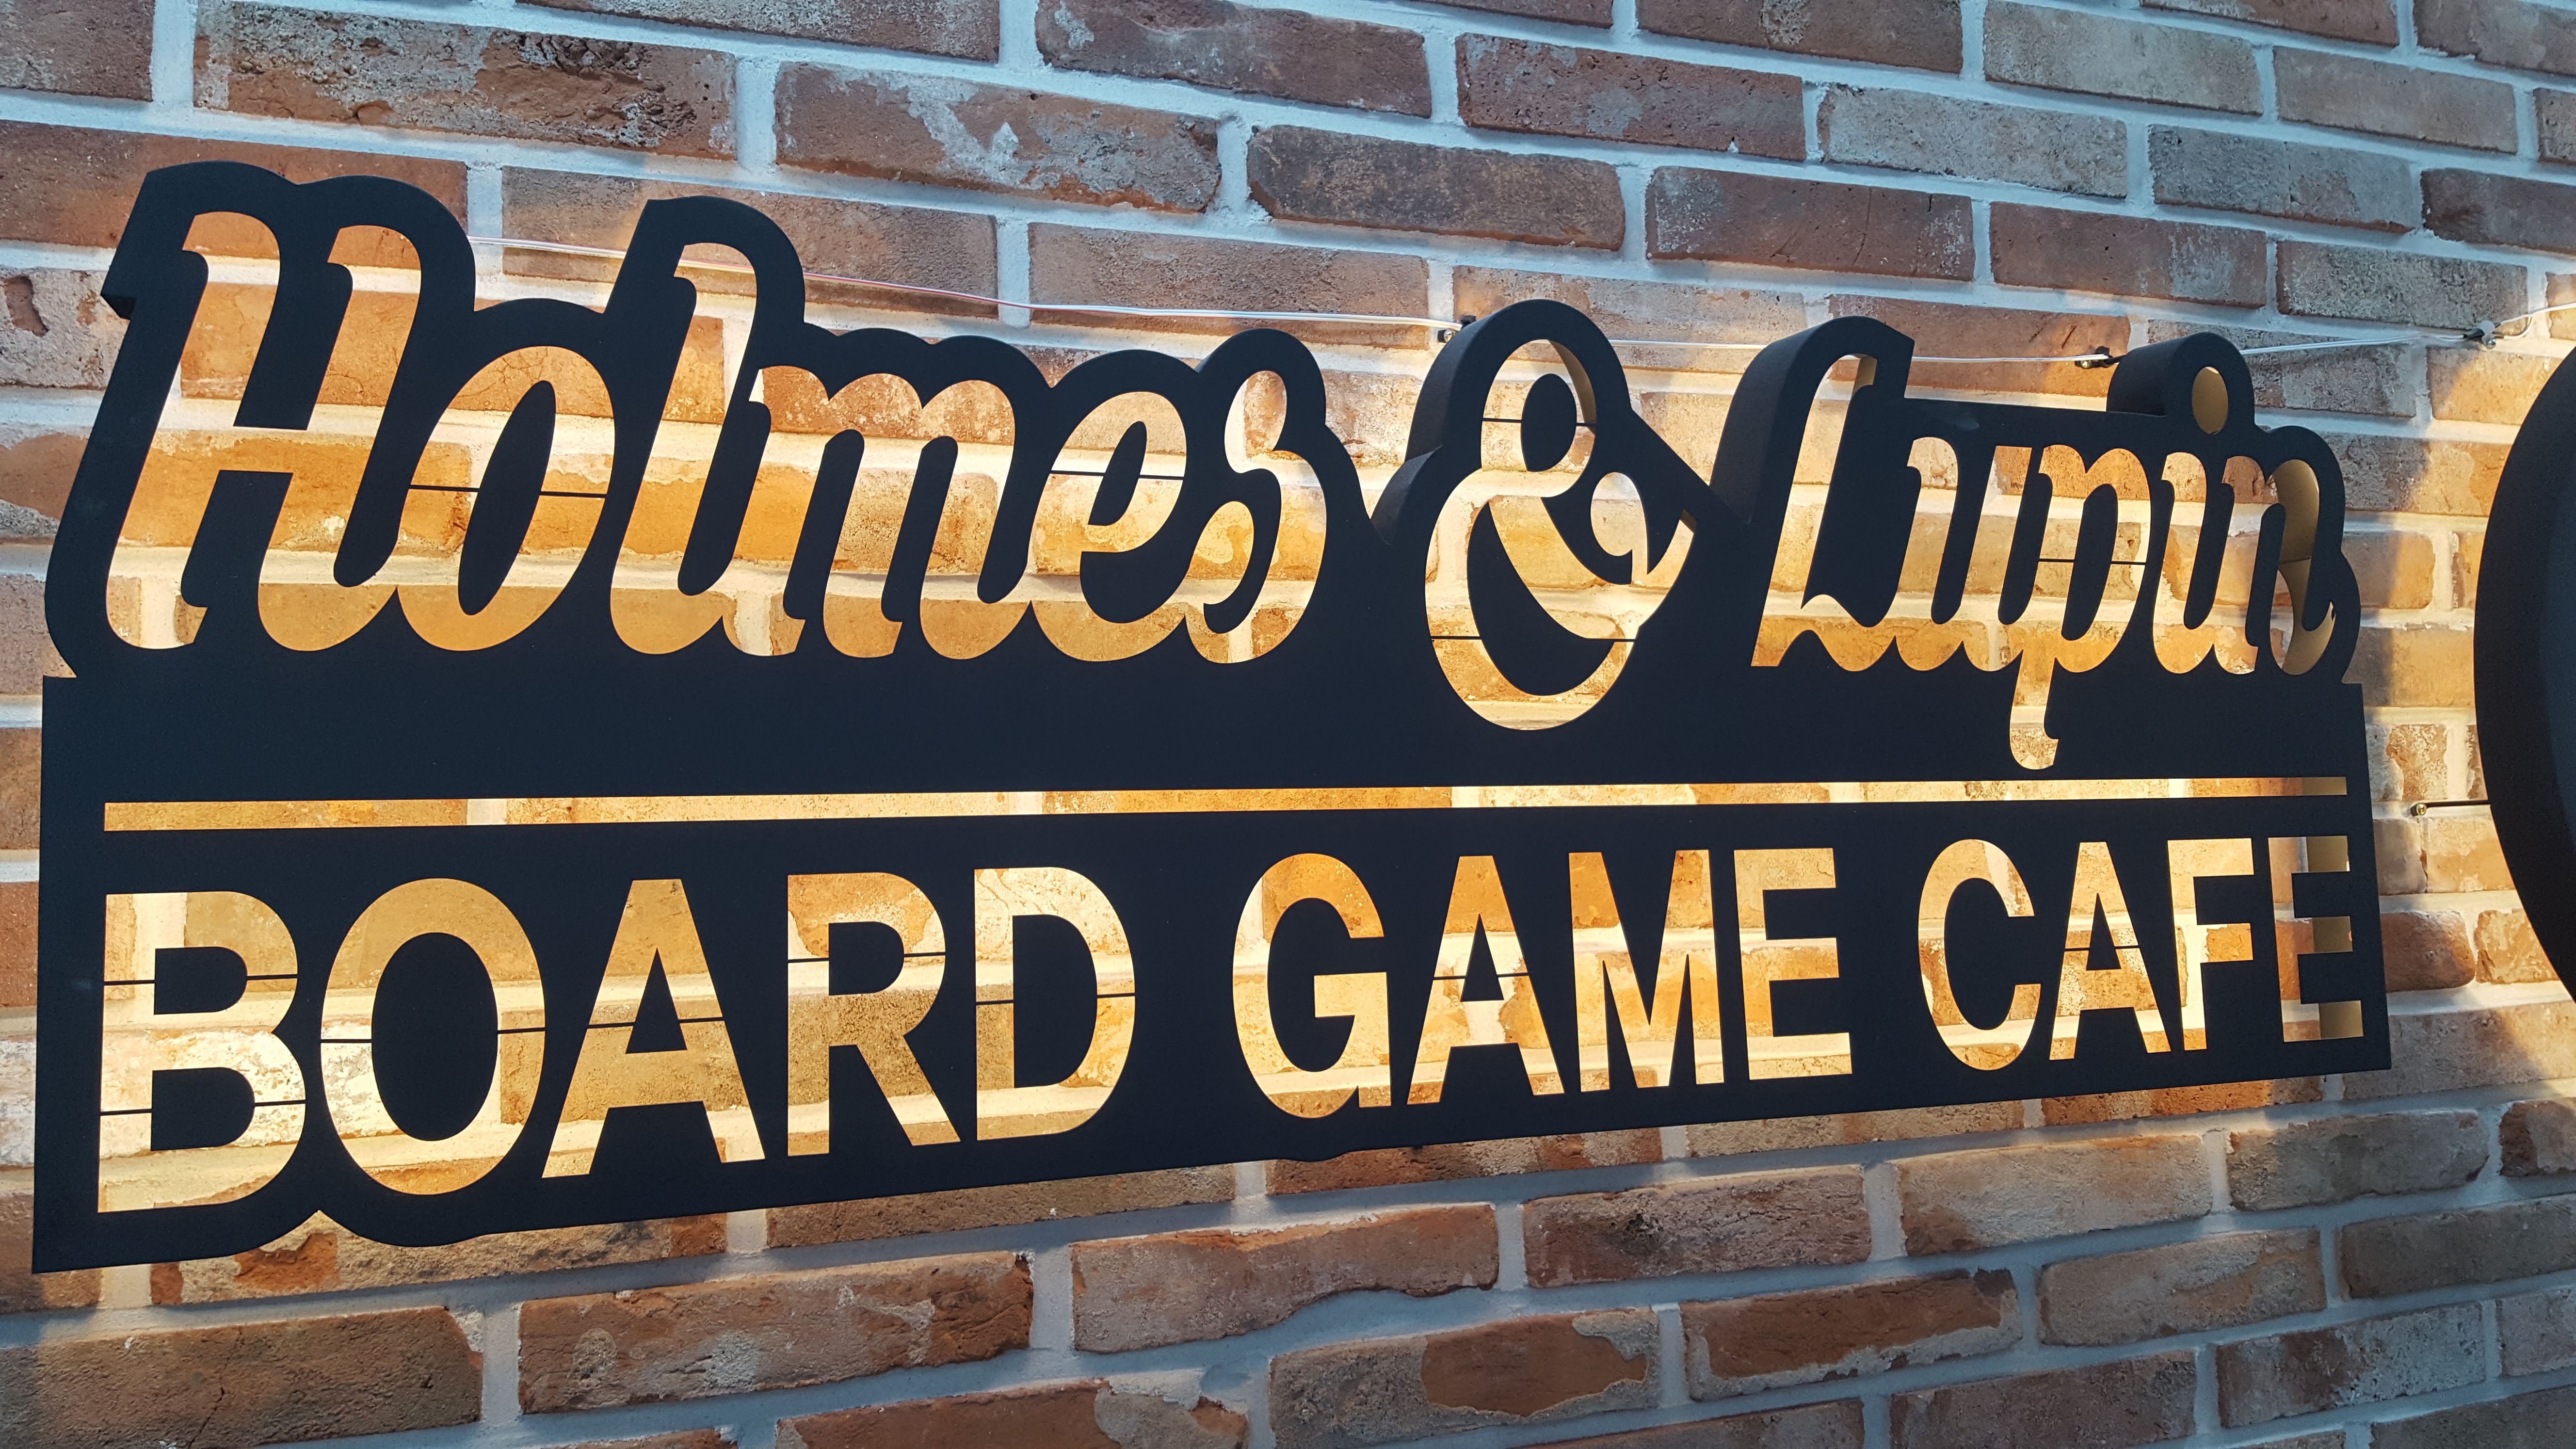 Holmes & Lupin
BOARD GAME CAFE